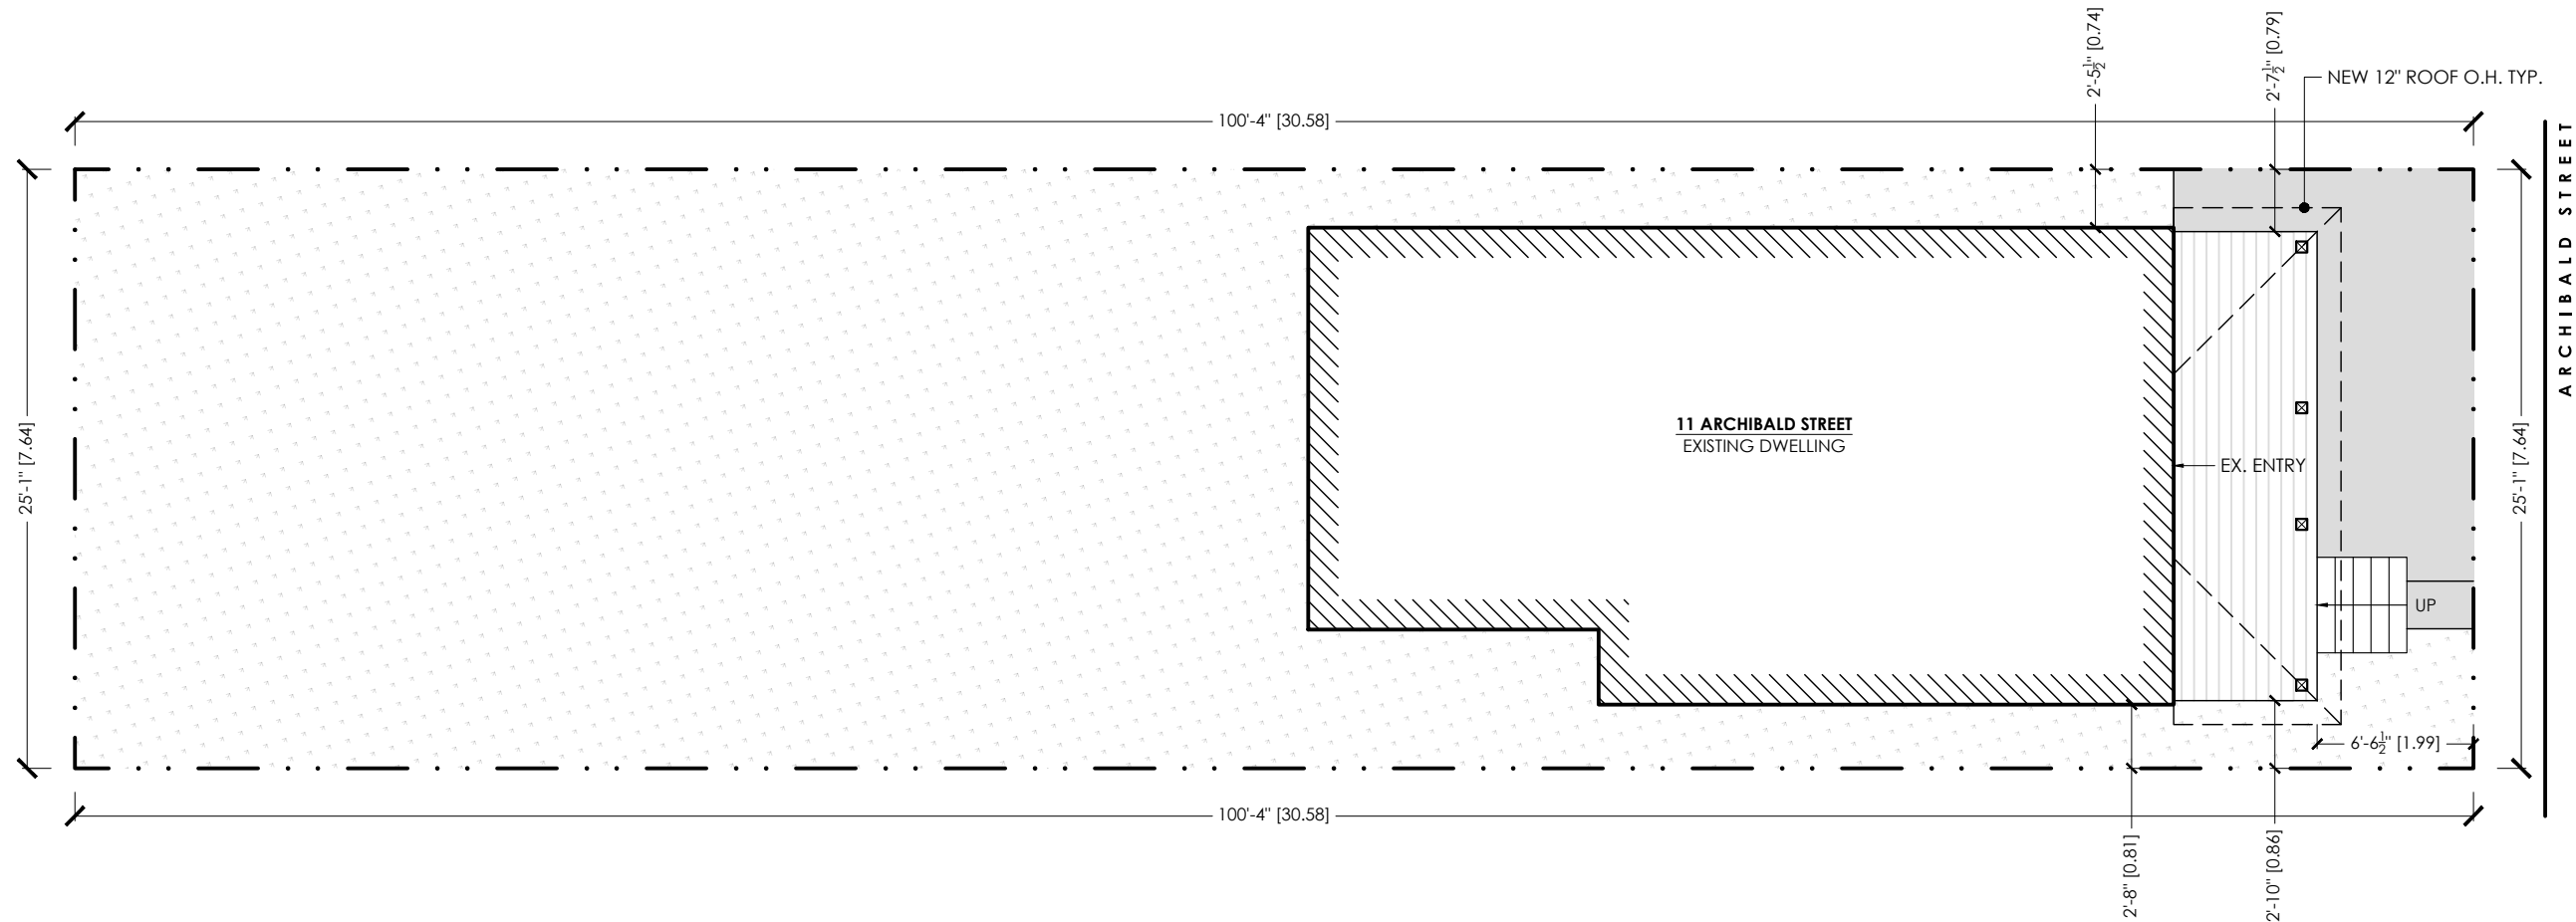 2'-5½" [0.74]
2'-7½" [0.79]
NEW 12" ROOF O.H. TYP.
100'-4" [30.58]
ARCHIBALD STREET
25'-1" [7.64]
11 ARCHIBALD STREET
EXISTING DWELLING
EX. ENTRY
25'-1" [7.64]
UP
6'-6½" [1.99]
100'-4" [30.58]
2'-8" [0.81]
2'-10" [0.86]